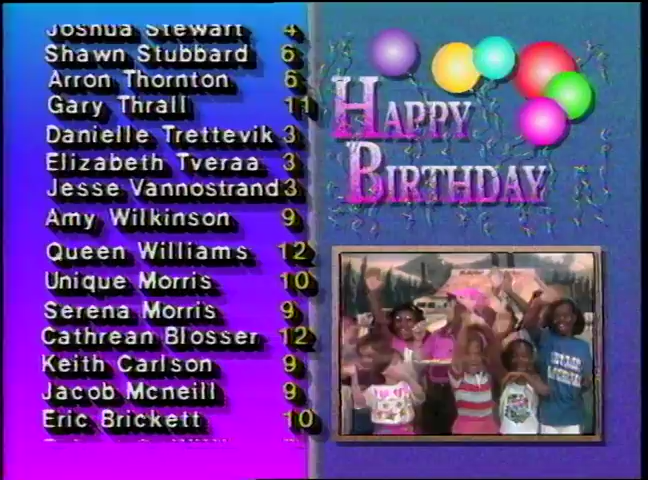 Joshua Stewart 4
Shawn Stubbard 6
Arron Thornton 6
Gary Thrall 11
Danielle Trettevik 3
Elizabeth Tveraa 3
Jesse Vannostrand 3
Amy Wilkinson 9
Queen Williams 12
Unique Morris 10
Serena Morris 9
Cathrean Blosser 12
Keith Carlson 9
Jacob Mcneill 9
Eric Brickett 10
HAPPY
BIRTHDAY